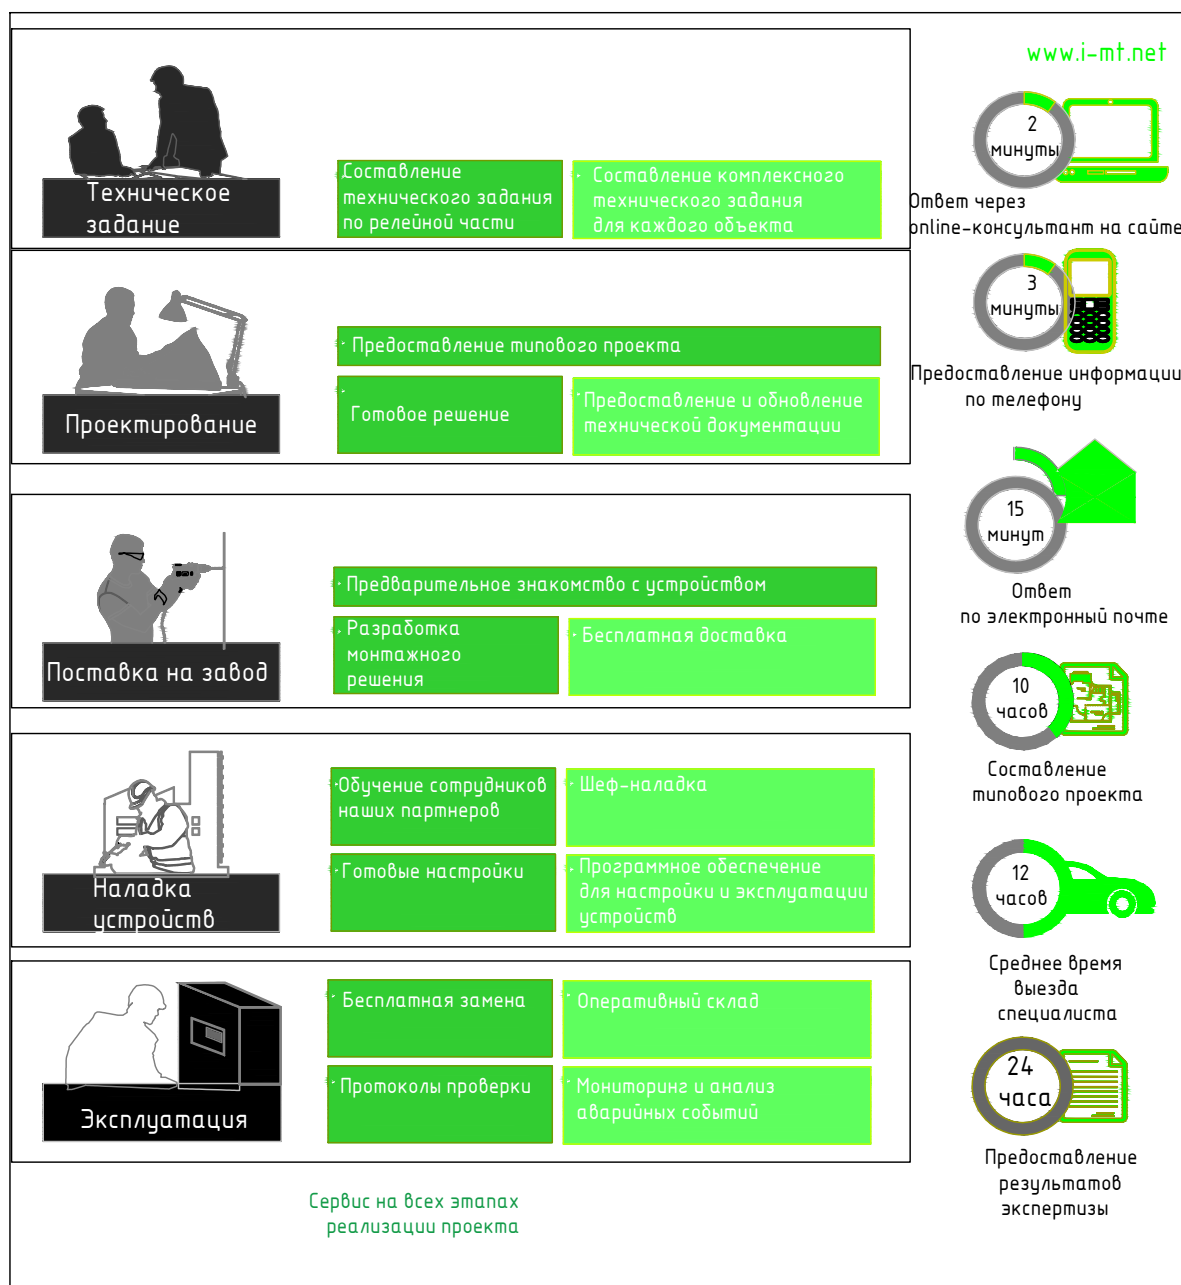 www.i-mt.net
Техническое
задание
Составление
технического задания
по релейной части
Составление комплексного
технического задания
для каждого объекта
Проектирование
Предоставление типового проекта
Готовое решение
Предоставление и обновление
технической документации
Поставка на завод
Предварительное знакомство с устройством
Разработка
монтажного
решения
Бесплатная доставка
Наладка
устройств
Обучение сотрудников
наших партнеров
Шеф-наладка
Готовые настройки
Программное обеспечение
для настройки и эксплуатации
устройств
Эксплуатация
Бесплатная замена
Оперативный склад
Протоколы проверки
Мониторинг и анализ
аварийных событий
Сервис на всех этапах
реализации проекта
2
минуты
Ответ через
online-консультант на сайте
3
минуты
Предоставление информации
по телефону
15
минут
Ответ
по электронный почте
10
часов
Составление
типового проекта
12
часов
Среднее время
выезда
специалиста
24
часа
Предоставление
результатов
экспертизы